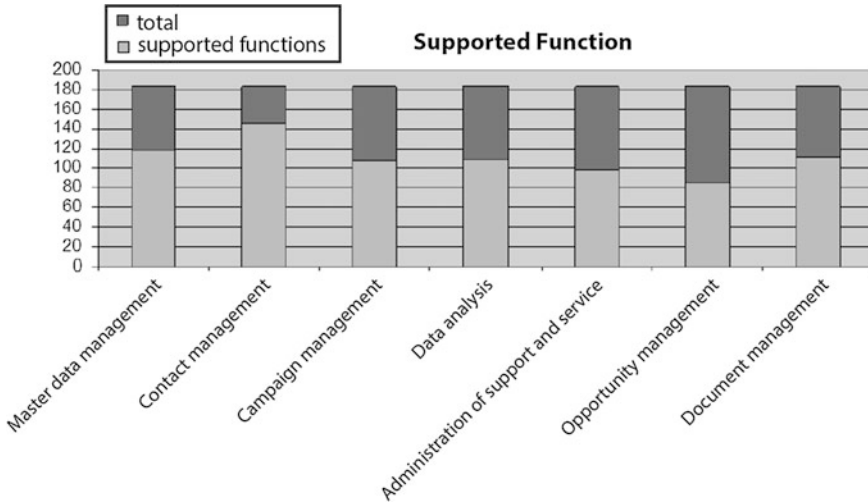 total
supported functions
Supported Function
200
180
160
140
120
100
80
60
40
20
0
Master data management
Contact management
Campaign management
Data analysis
Administration of support and service
Opportunity management
Document management